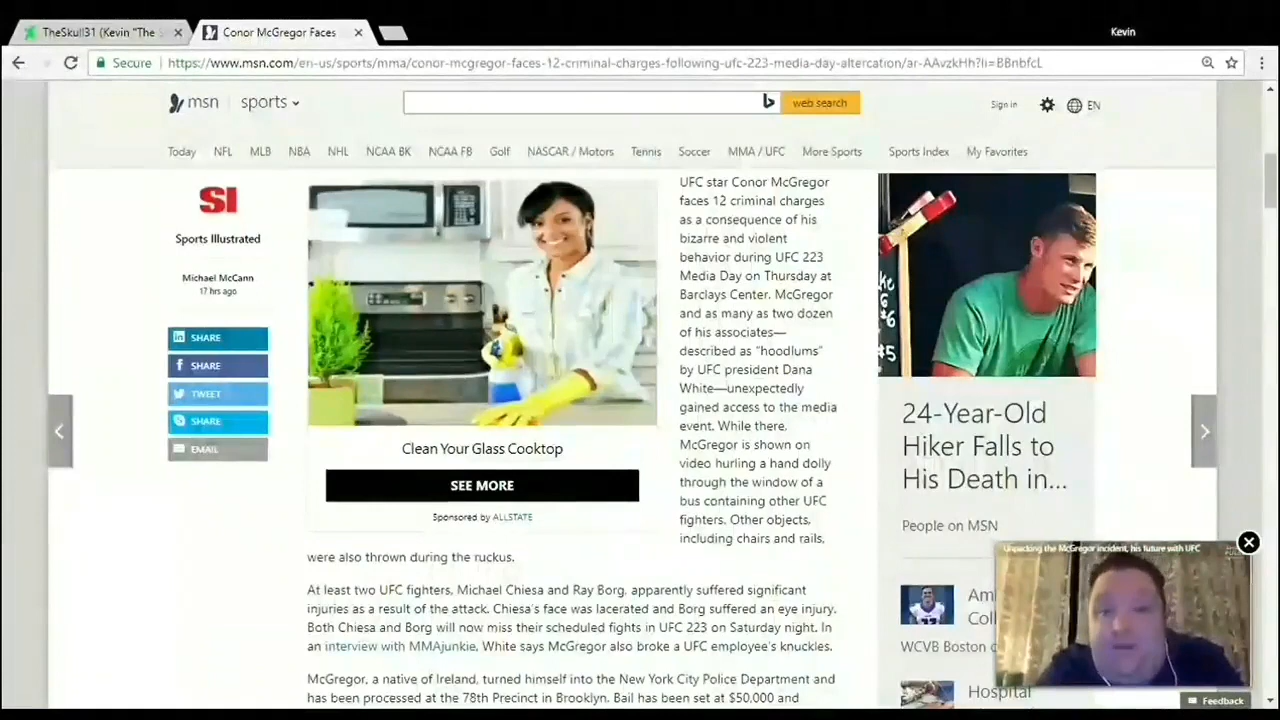 TheSkull31 (Kevin "The S
Conor McGregor Faces
Kevin
Secure
https://www.msn.com/en-us/sports/mma/conor-mcgregor-faces-12-criminal-charges-following-ufc-223-media-day-altercation/ar-AAvzkHh?li=BBnbfcL
msn
sports
web search
Sign in
EN
Today NFL MLB NBA NHL NCAA BK NCAA FB Golf NASCAR / Motors Tennis Soccer MMA / UFC More Sports Sports Index My Favorites
SI
Sports Illustrated
Michael McCann
17 hrs ago
SHARE
SHARE
TWEET
SHARE
EMAIL
Clean Your Glass Cooktop
SEE MORE
Sponsored by ALLSTATE
UFC star Conor McGregor
faces 12 criminal charges
as a consequence of his
bizarre and violent
behavior during UFC 223
Media Day on Thursday at
Barclays Center. McGregor
and as many as two dozen
of his associates—
described as "hoodlums"
by UFC president Dana
White—unexpectedly
gained access to the media
event. While there,
McGregor is shown on
video hurling a hand dolly
through the window of a
bus containing other UFC
fighters. Other objects,
including chairs and rails,
were also thrown during the ruckus.
At least two UFC fighters, Michael Chiesa and Ray Borg, apparently suffered significant
injuries as a result of the attack. Chiesa's face was lacerated and Borg suffered an eye injury.
Both Chiesa and Borg will now miss their scheduled fights in UFC 223 on Saturday night. In
an interview with MMAjunkie, White says McGregor also broke a UFC employee's knuckles.
McGregor, a native of Ireland, turned himself into the New York City Police Department and
has been processed at the 78th Precinct in Brooklyn. Bail has been set at $50,000 and
#6
#5
24-Year-Old
Hiker Falls to
His Death in...
People on MSN
Unpacking the McGregor incident, his future with UFC
Am
Coll
WCVB Boston
Hospital
Feedback